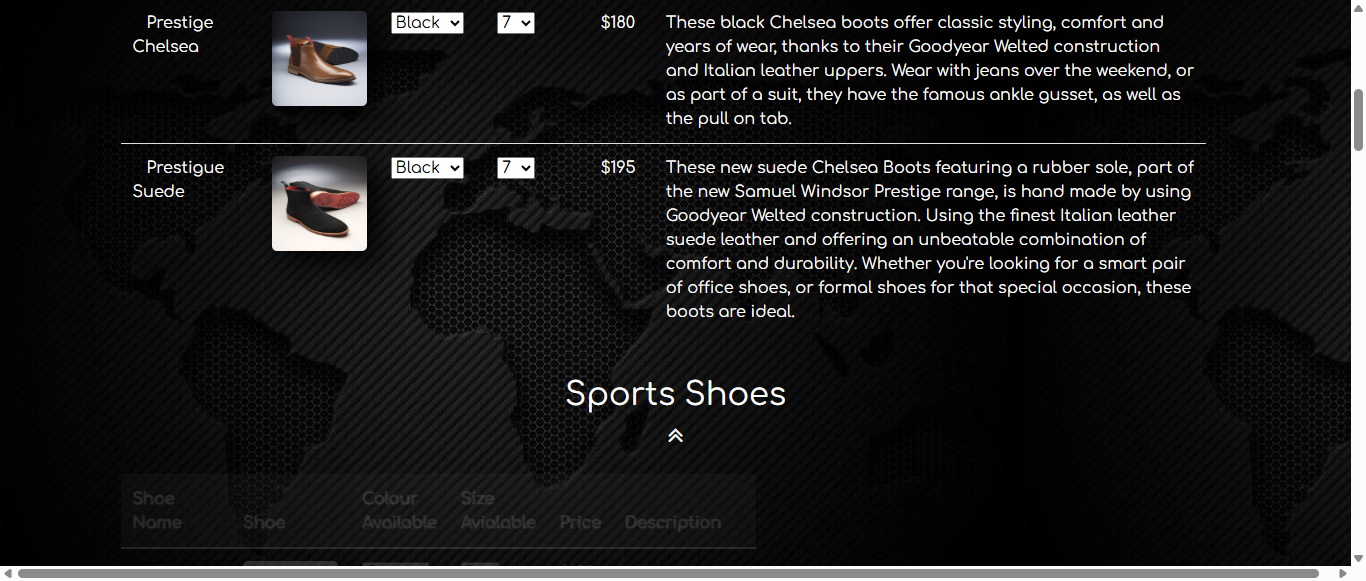 Prestige
Chelsea
Black
7
$180
These black Chelsea boots offer classic styling, comfort and
years of wear, thanks to their Goodyear Welted construction
and Italian leather uppers. Wear with jeans over the weekend, or
as part of a suit, they have the famous ankle gusset, as well as
the pull on tab.
Prestigue
Suede
Black
7
$195
These new suede Chelsea Boots featuring a rubber sole, part of
the new Samuel Windsor Prestige range, is hand made by using
Goodyear Welted construction. Using the finest Italian leather
suede leather and offering an unbeatable combination of
comfort and durability. Whether you're looking for a smart pair
of office shoes, or formal shoes for that special occasion, these
boots are ideal.
Sports Shoes
Shoe
Name
Shoe
Colour
Available
Size
Avialable
Price
Description